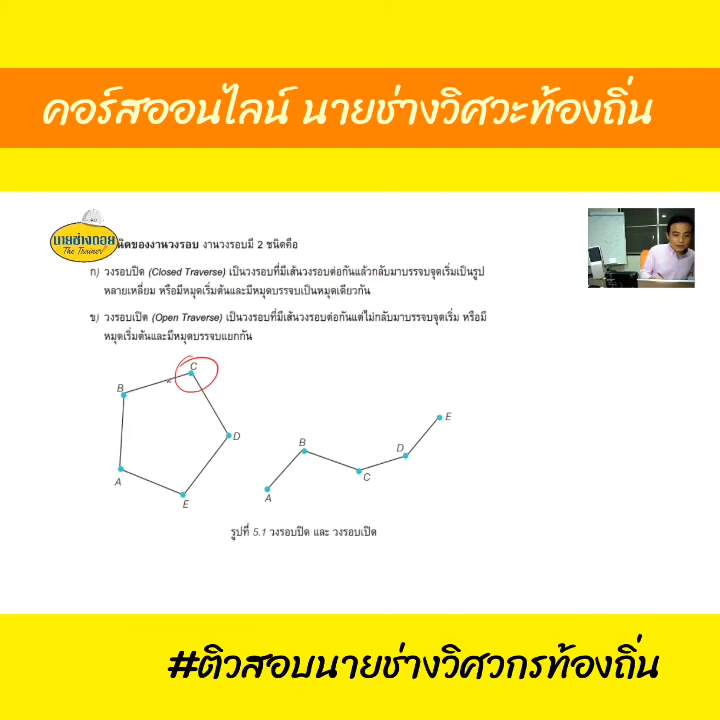 คอร์สออนไลน์ นายช่างวิศวะท้องถิ่น
นายช่างถอย
The Trainer
นิดของงานวงรอบ งานวงรอบมี 2 ชนิดคือ
ก) วงรอบปิด (Closed Traverse) เป็นวงรอบที่มีเส้นวงรอบต่อกันแล้วกลับมาบรรจบจุดเริ่มเป็นรูป
หลายเหลี่ยม หรือมีหมุดเริ่มต้นและมีหมุดบรรจบเป็นหมุดเดียวกัน
ข) วงรอบเปิด (Open Traverse) เป็นวงรอบที่มีเส้นวงรอบต่อกันแต่ไม่กลับมาบรรจบจุดเริ่ม หรือมี
หมุดเริ่มต้นและมีหมุดบรรจบแยกกัน
C
B
D
A
E
E
B
D
C
A
รูปที่ 5.1 วงรอบปิด และ วงรอบเปิด
#ติวสอบนายช่างวิศวกรท้องถิ่น